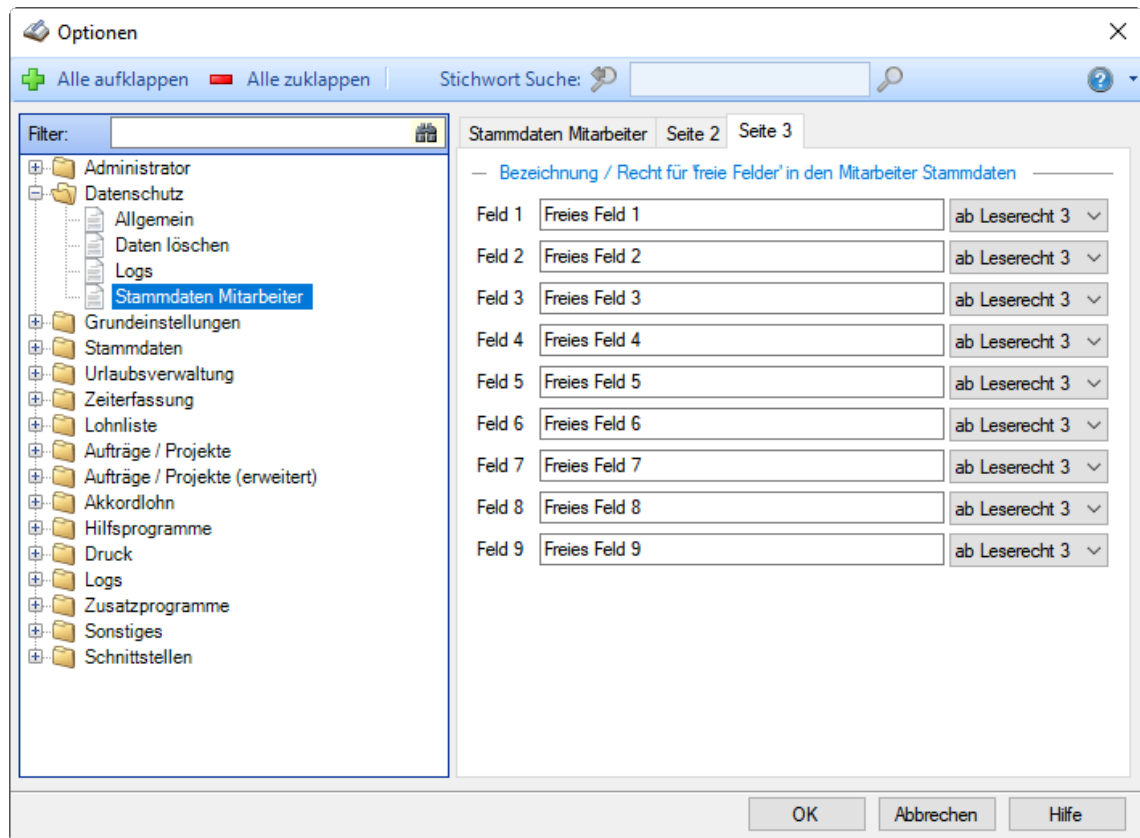 Optionen
Alle aufklappen Alle zuklappen Stichwort Suche:
Filter:
Administrator
Datenschutz
Allgemein
Daten löschen
Logs
Stammdaten Mitarbeiter
Grundeinstellungen
Stammdaten
Urlaubsverwaltung
Zeiterfassung
Lohnliste
Aufträge / Projekte
Aufträge / Projekte (erweitert)
Akkordlohn
Hilfsprogramme
Druck
Logs
Zusatzprogramme
Sonstiges
Schnittstellen
Stammdaten Mitarbeiter Seite 2 Seite 3
Bezeichnung / Recht für 'freie Felder' in den Mitarbeiter Stammdaten
Feld 1 Freies Feld 1 ab Leserecht 3
Feld 2 Freies Feld 2 ab Leserecht 3
Feld 3 Freies Feld 3 ab Leserecht 3
Feld 4 Freies Feld 4 ab Leserecht 3
Feld 5 Freies Feld 5 ab Leserecht 3
Feld 6 Freies Feld 6 ab Leserecht 3
Feld 7 Freies Feld 7 ab Leserecht 3
Feld 8 Freies Feld 8 ab Leserecht 3
Feld 9 Freies Feld 9 ab Leserecht 3
OK Abbrechen Hilfe